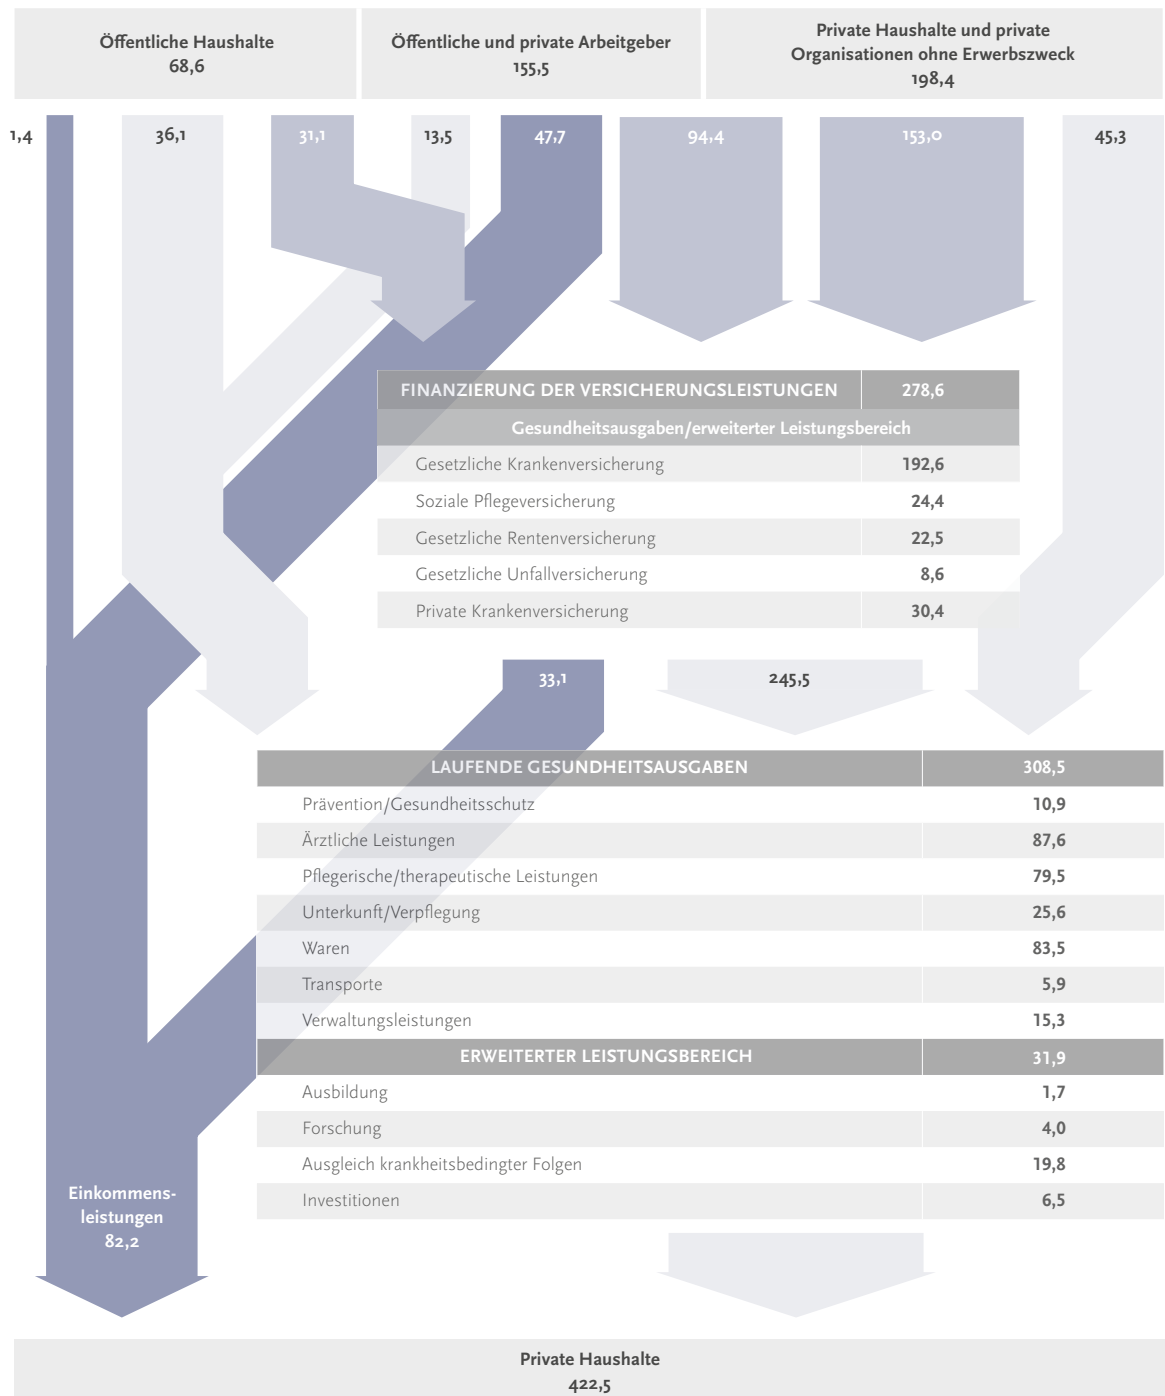 Öffentliche Haushalte
68,6
Öffentliche und private Arbeitgeber
155,5
Private Haushalte und private
Organisationen ohne Erwerbszweck
198,4
1,4
36,1
31,1
13,5
47,7
94,4
153,0
45,3
FINANZIERUNG DER VERSICHERUNGSLEISTUNGEN 278,6
Gesundheitsausgaben/erweiterter Leistungsbereich
Gesetzliche Krankenversicherung 192,6
Soziale Pflegeversicherung 24,4
Gesetzliche Rentenversicherung 22,5
Gesetzliche Unfallversicherung 8,6
Private Krankenversicherung 30,4
33,1
245,5
LAUFENDE GESUNDHEITSAUSGABEN 308,5
Prävention/Gesundheitsschutz 10,9
Ärztliche Leistungen 87,6
Pflegerische/therapeutische Leistungen 79,5
Unterkunft/Verpflegung 25,6
Waren 83,5
Transporte 5,9
Verwaltungsleistungen 15,3
ERWEITERTER LEISTUNGSBEREICH 31,9
Ausbildung 1,7
Forschung 4,0
Ausgleich krankheitsbedingter Folgen 19,8
Investitionen 6,5
Einkommens-
leistungen
82,2
Private Haushalte
422,5